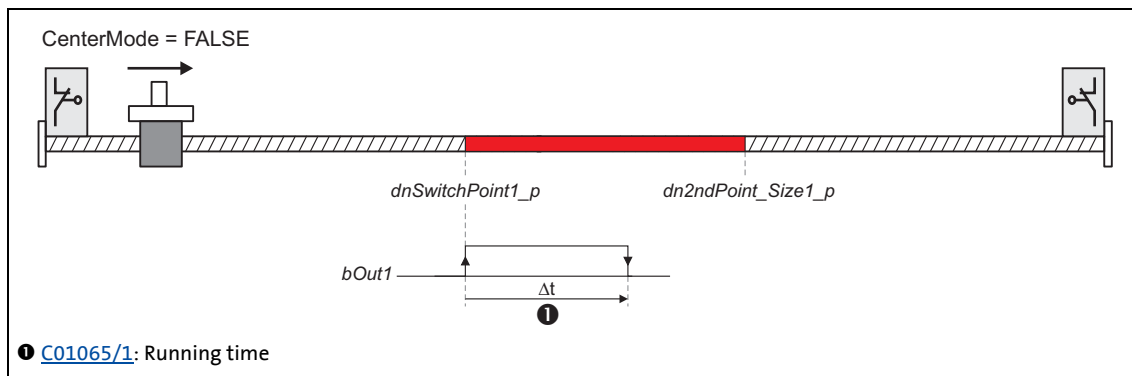 CenterMode = FALSE
dnSwitchPoint1_p
dn2ndPoint_Size1_p
bOut1
Δt
❶
❶ C01065/1: Running time